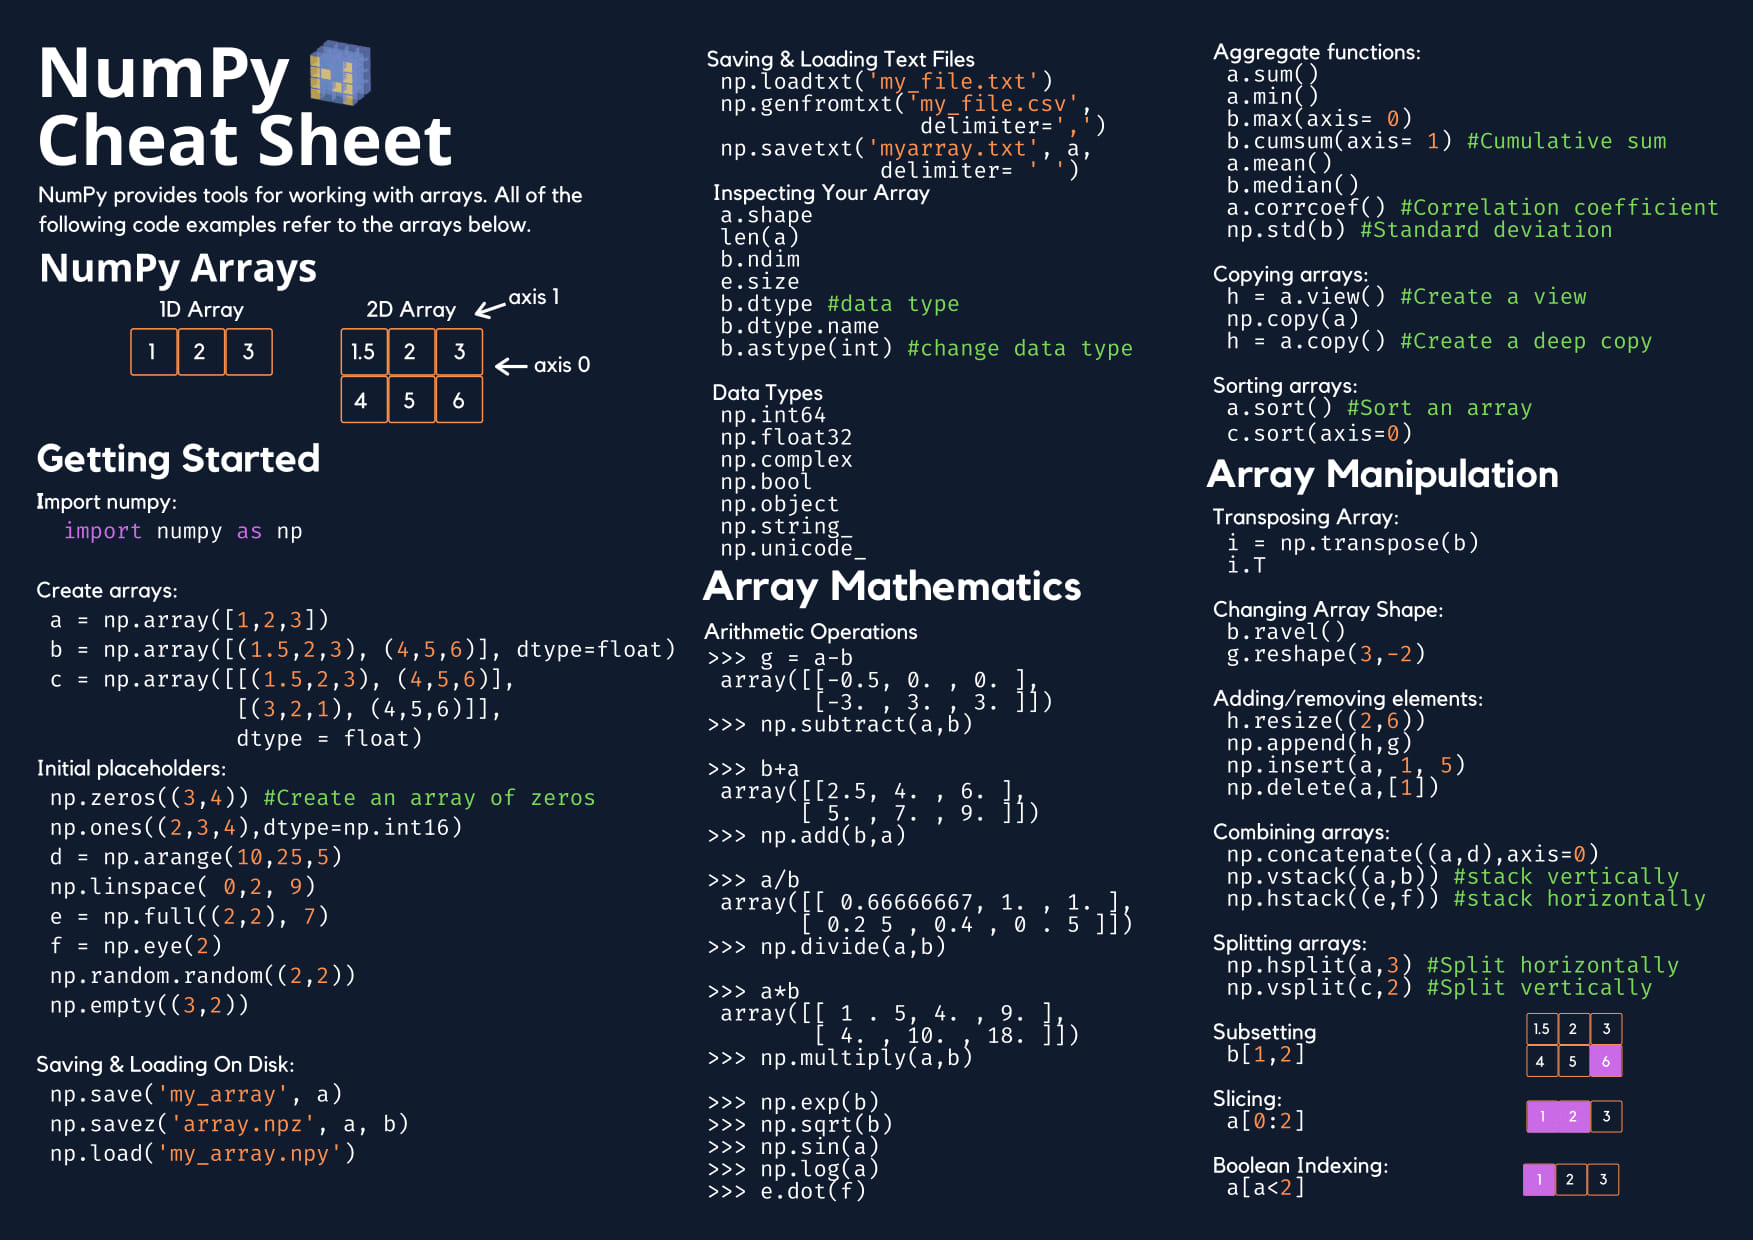 NumPy
Cheat Sheet
NumPy provides tools for working with arrays. All of the
following code examples refer to the arrays below.
NumPy Arrays
1D Array
1 2 3
2D Array
axis 1
1.5 2 3
axis 0
4 5 6
Getting Started
Import numpy:
import numpy as np
Create arrays:
a = np.array([1,2,3])
b = np.array([(1.5,2,3), (4,5,6)], dtype=float)
c = np.array([[(1.5,2,3), (4,5,6)],
[(3,2,1), (4,5,6)]],
dtype = float)
Initial placeholders:
np.zeros((3,4)) #Create an array of zeros
np.ones((2,3,4),dtype=np.int16)
d = np.arange(10,25,5)
np.linspace( 0,2, 9)
e = np.full((2,2), 7)
f = np.eye(2)
np.random.random((2,2))
np.empty((3,2))
Saving & Loading On Disk:
np.save('my_array', a)
np.savez('array.npz', a, b)
np.load('my_array.npy')
Saving & Loading Text Files
np.loadtxt('my_file.txt')
np.genfromtxt('my_file.csv',
delimiter=',')
np.savetxt('myarray.txt', a,
delimiter= ' ')
Inspecting Your Array
a.shape
len(a)
b.ndim
e.size
b.dtype #data type
b.dtype.name
b.astype(int) #change data type
Data Types
np.int64
np.float32
np.complex
np.bool
np.object
np.string_
np.unicode_
Array Mathematics
Arithmetic Operations
>>> g = a-b
array([[-0.5, 0. , 0. ],
[-3. , 3. , 3. ]])
>>> np.subtract(a,b)
>>> b+a
array([[2.5, 4. , 6. ],
[ 5. , 7. , 9. ]])
>>> np.add(b,a)
>>> a/b
array([[ 0.66666667, 1. , 1. ],
[ 0.2 5 , 0.4 , 0 . 5 ]])
>>> np.divide(a,b)
>>> a*b
array([[ 1 . 5, 4. , 9. ],
[ 4. , 10. , 18. ]])
>>> np.multiply(a,b)
>>> np.exp(b)
>>> np.sqrt(b)
>>> np.sin(a)
>>> np.log(a)
>>> e.dot(f)
Aggregate functions:
a.sum()
a.min()
b.max(axis= 0)
b.cumsum(axis= 1) #Cumulative sum
a.mean()
b.median()
a.corrcoef() #Correlation coefficient
np.std(b) #Standard deviation
Copying arrays:
h = a.view() #Create a view
np.copy(a)
h = a.copy() #Create a deep copy
Sorting arrays:
a.sort() #Sort an array
c.sort(axis=0)
Array Manipulation
Transposing Array:
i = np.transpose(b)
i.T
Changing Array Shape:
b.ravel()
g.reshape(3,-2)
Adding/removing elements:
h.resize((2,6))
np.append(h,g)
np.insert(a, 1, 5)
np.delete(a,[1])
Combining arrays:
np.concatenate((a,d),axis=0)
np.vstack((a,b)) #stack vertically
np.hstack((e,f)) #stack horizontally
Splitting arrays:
np.hsplit(a,3) #Split horizontally
np.vsplit(c,2) #Split vertically
Subsetting
b[1,2]
1.5 2 3
4 5 6
Slicing:
a[0:2]
1 2 3
Boolean Indexing:
a[a<2]
1 2 3